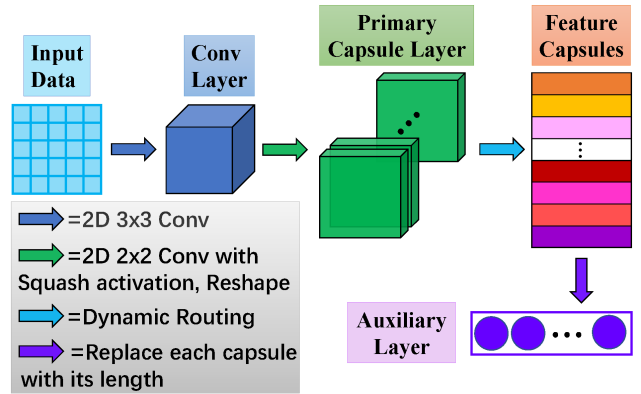 Input
Data
Conv
Layer
Primary
Capsule Layer
Feature
Capsules
=2D 3x3 Conv
=2D 2x2 Conv with
Squash activation, Reshape
=Dynamic Routing
=Replace each capsule
with its length
Auxiliary
Layer